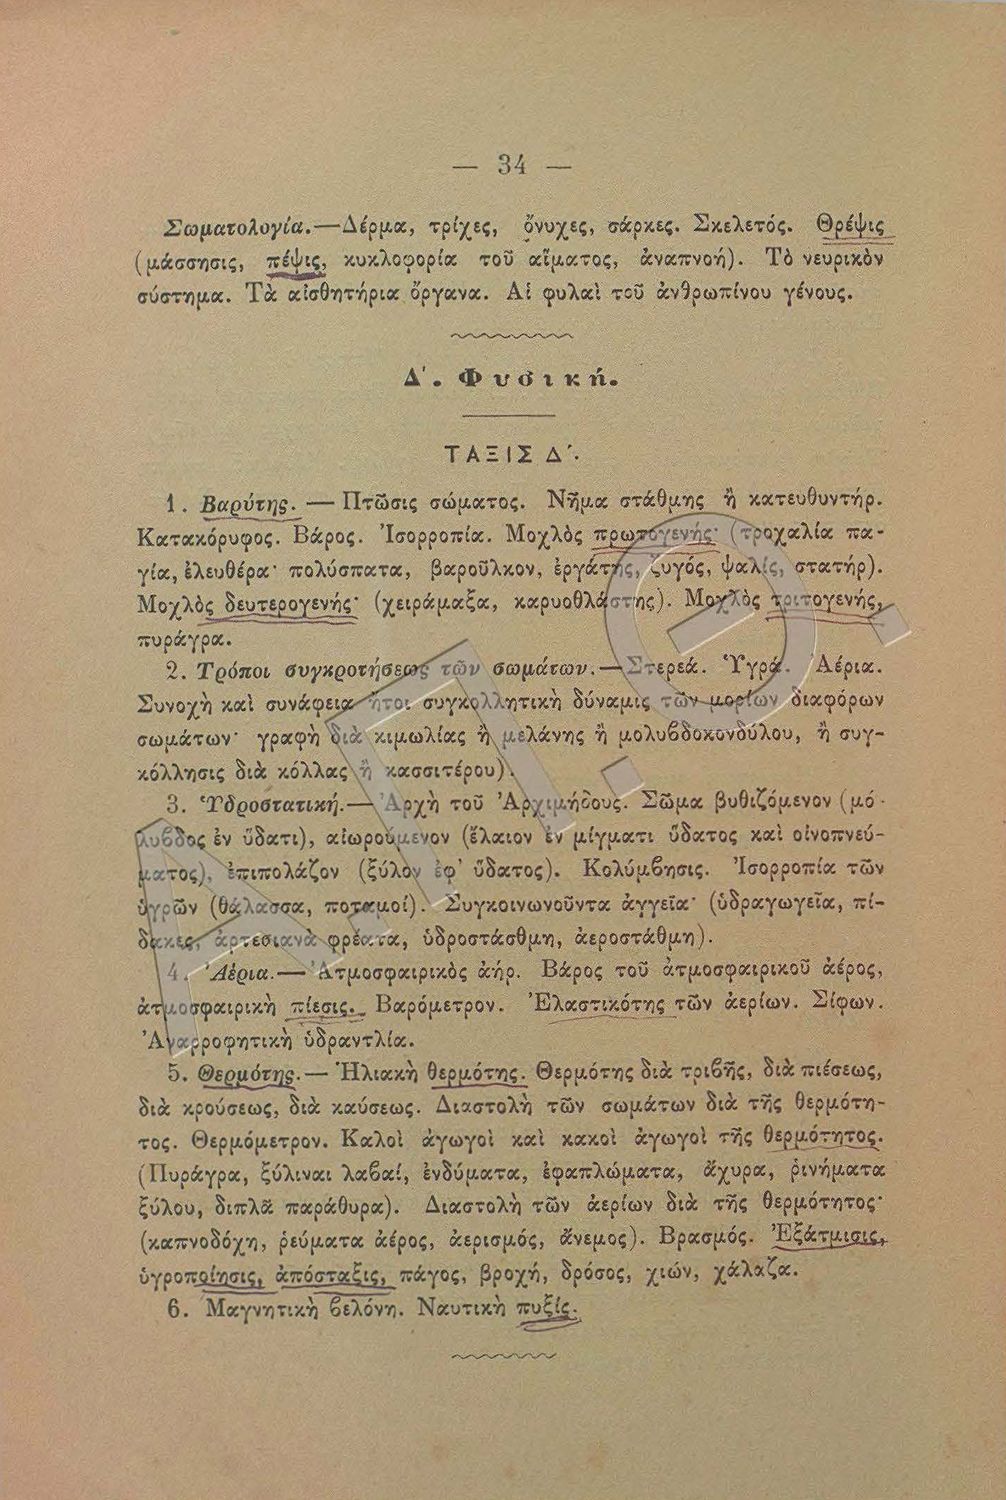 — 34 —
Σωματολογία.—Δέρμα, τρίχες, ὄνυχες, σάρκες. Σκελετός. Θρέψις
(μάσσησις, πέψις, κυκλοφορία τοῦ αἵματος, ἀναπνοή). Τὸ νευρικὸν
σύστημα. Τὰ αἰσθητήρια ὄργανα. Αἱ φυλαὶ τοῦ ἀνθρωπίνου γένους.
Δ΄. Φυσική.
ΤΑΞΙΣ Δ΄.
1. Βαρύτης. — Πτῶσις σώματος. Νῆμα στάθμης ἢ κατευθυντήρ.
Κατακόρυφος. Βάρος. Ἰσορροπία. Μοχλὸς πρωτογενής· (τροχαλία πα-
γία, ἐλευθέρα· πολύσπατα, βαροῦλκον, ἐργάτης, ζυγός, ψαλίς, στατήρ).
Μοχλὸς δευτερογενής· (χειράμαξα, καρυοθλάστης). Μοχλὸς τριτογενής,
πυράγρα.
2. Τρόποι συγκροτήσεως τῶν σωμάτων.—Στερεά. Ὑγρά. Ἀέρια.
Συνοχὴ καὶ συνάφεια ἤτοι συγκολλητικὴ δύναμις τῶν μορίων διαφόρων
σωμάτων· γραφὴ διὰ κιμωλίας ἢ μελάνης ἢ μολυβδοκονδύλου, ἢ συγ-
κόλλησις διὰ κόλλας ἢ κασσιτέρου).
3. Ὑδροστατική.—Ἀρχὴ τοῦ Ἀρχιμήδους. Σῶμα βυθιζόμενον (μό-
λυβδος ἐν ὕδατι), αἰωρούμενον (ἔλαιον ἐν μίγματι ὕδατος καὶ οἰνοπνεύ-
ματος), ἐπιπολάζον (ξύλον ἐφ' ὕδατος). Κολύμβησις. Ἰσορροπία τῶν
ὑγρῶν (θάλασσα, ποταμοί). Συγκοινωνοῦντα ἀγγεῖα· (ὑδραγωγεῖα, πί-
δακες, ἀρτεσιανὰ φρέατα, ὑδροστάσθμη, ἀεροστάθμη).
4. Ἀέρια.—Ἀτμοσφαιρικὸς ἀήρ. Βάρος τοῦ ἀτμοσφαιρικοῦ ἀέρος,
ἀτμοσφαιρικὴ πίεσις. Βαρόμετρον. Ἐλαστικότης τῶν ἀερίων. Σίφων.
Ἀναρροφητικὴ ὑδραντλία.
5. Θερμότης.—Ἡλιακὴ θερμότης. Θερμότης διὰ τριβῆς, διὰ πιέσεως,
διὰ κρούσεως, διὰ καύσεως. Διαστολὴ τῶν σωμάτων διὰ τῆς θερμότη-
τος. Θερμόμετρον. Καλοὶ ἀγωγοὶ καὶ κακοὶ ἀγωγοὶ τῆς θερμότητος.
(Πυράγρα, ξύλιναι λαβαί, ἐνδύματα, ἐφαπλώματα, ἄχυρα, ῥινήματα
ξύλου, διπλᾶ παράθυρα). Διαστολὴ τῶν ἀερίων διὰ τῆς θερμότητος·
(καπνοδόχη, ῥεύματα ἀέρος, ἀερισμός, ἄνεμος). Βρασμός. Ἐξάτμισις,
ὑγροποίησις, ἀπόσταξις, πάγος, βροχή, δρόσος, χιών, χάλαζα.
6. Μαγνητικὴ βελόνη. Ναυτικὴ πυξίς.